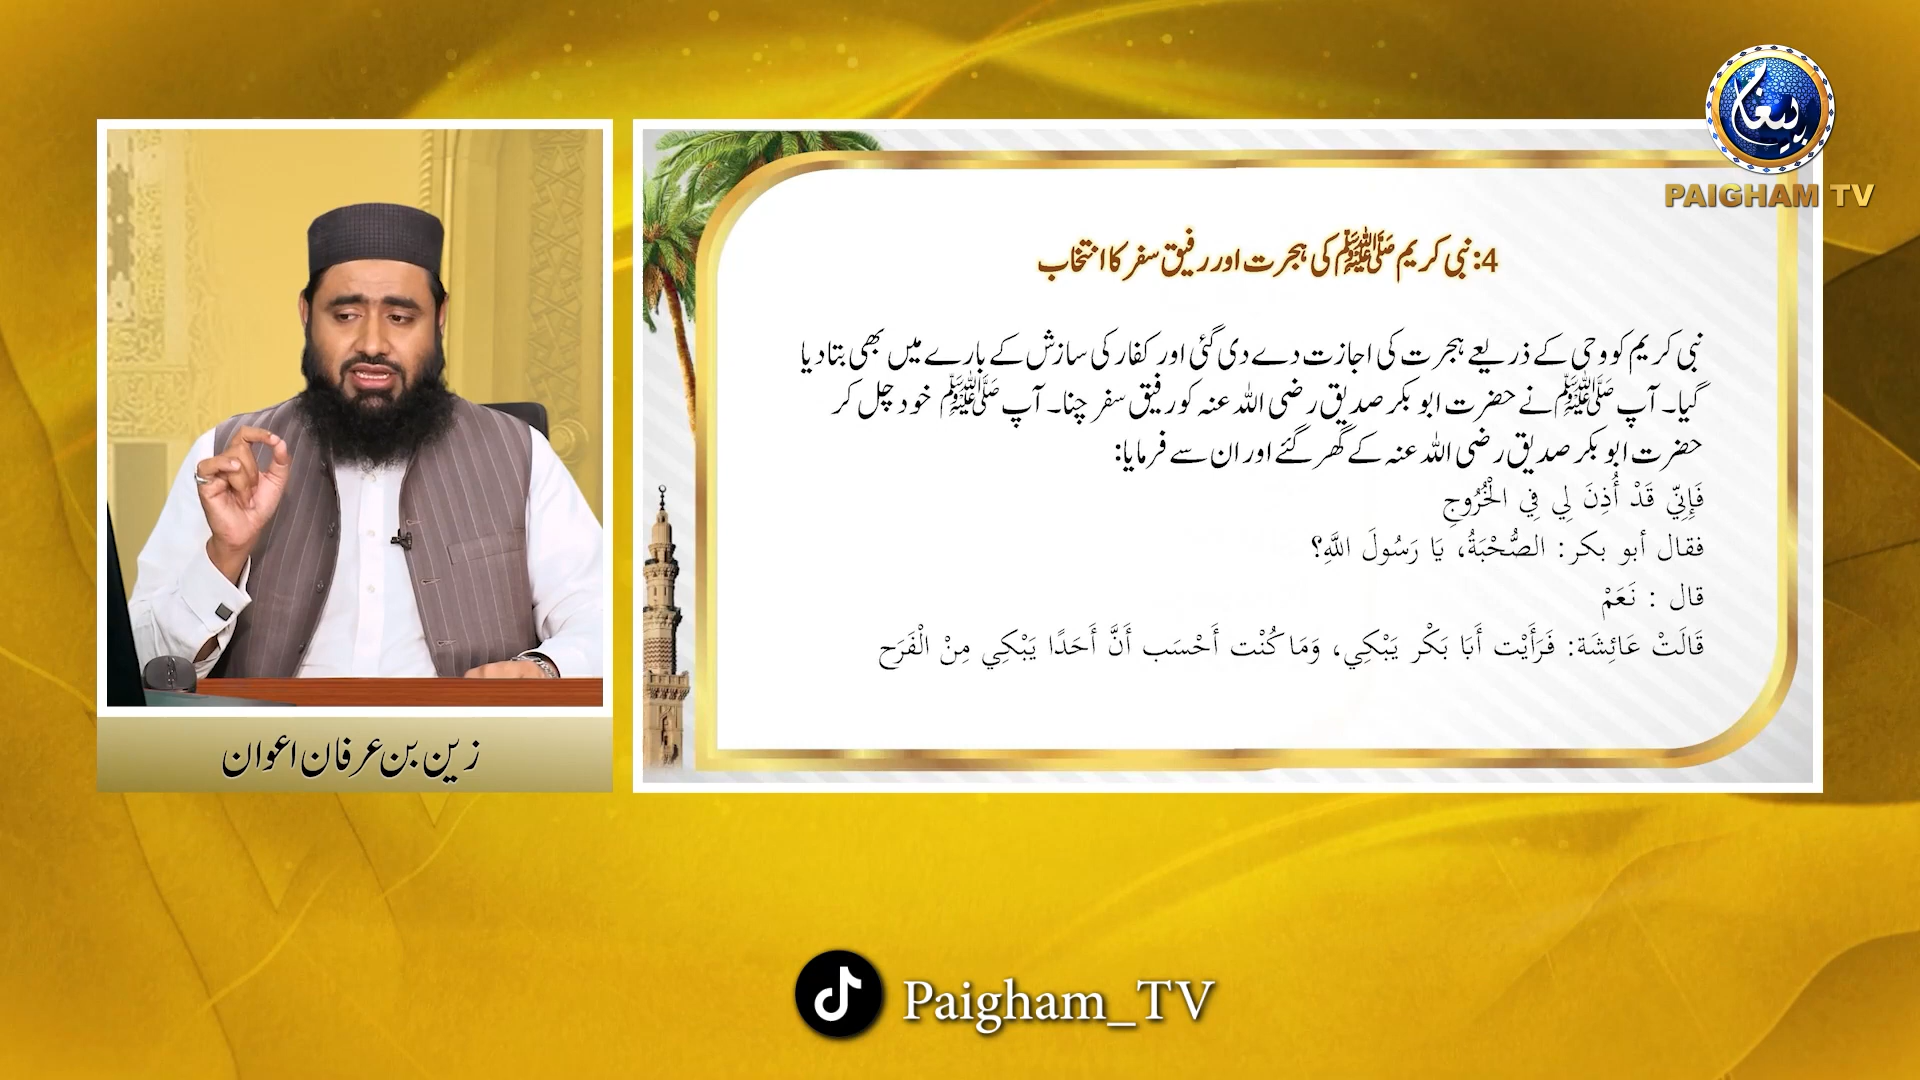 پیغام
PAIGHAM TV
4: نبی کریم ﷺ کی ہجرت اور رفیق سفر کا انتخاب
نبی کریم کو وحی کے ذریعے ہجرت کی اجازت دے دی گئی اور کفار کی سازش کے بارے میں بھی بتا دیا
گیا۔ آپ ﷺ نے حضرت ابو بکر صدیق رضی اللہ عنہ کو رفیق سفر چنا۔ آپ ﷺ خود چل کر
حضرت ابو بکر صدیق رضی اللہ عنہ کے گھر گئے اور ان سے فرمایا:
فَإِنِّي قَدْ أُذِنَ لِي فِي الْخُرُوجِ
فقال أبو بكر: الصُّحْبَةُ، يَا رَسُولَ اللَّهِ؟
قال : نَعَمْ
قَالَتْ عَائِشَة: فَرَأَيْت أَبَا بَكْر يَبْكِي، وَمَا كُنْت أَحْسَب أَنَّ أَحَدًا يَبْكِي مِنْ الْفَرَح
زین بن عرفان اعوان
Paigham_TV